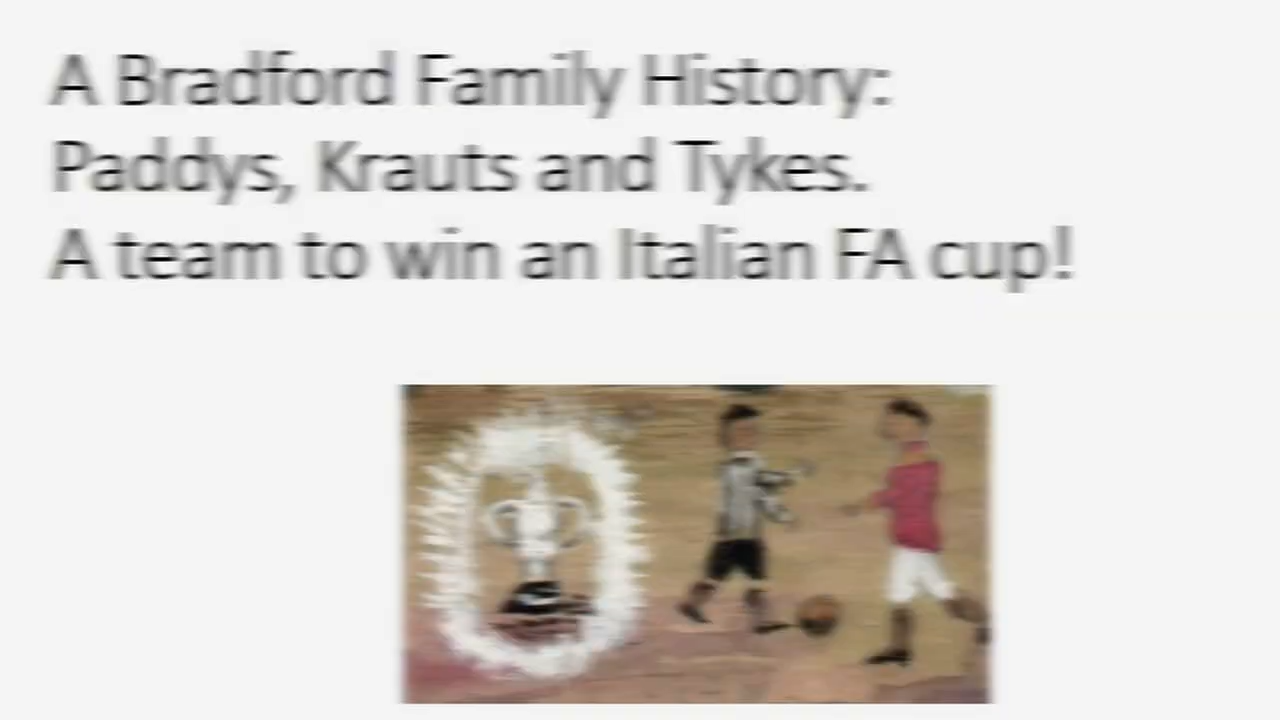 A Bradford Family History:
Paddys, Krauts and Tykes.
A team to win an Italian FA cup!